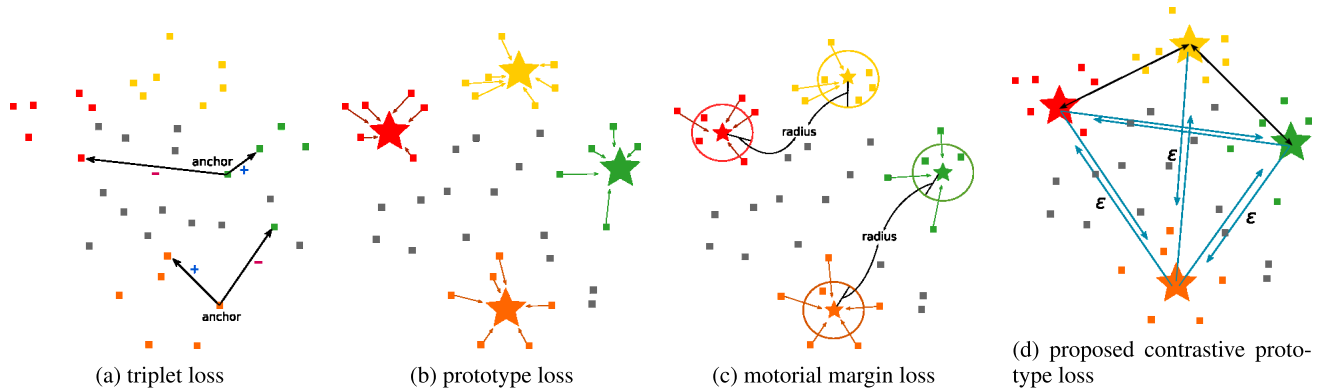 anchor
+
-
+
-
anchor
(a) triplet loss
(b) prototype loss
radius
radius
(c) motorial margin loss
ε
ε
ε
(d) proposed contrastive proto-
type loss